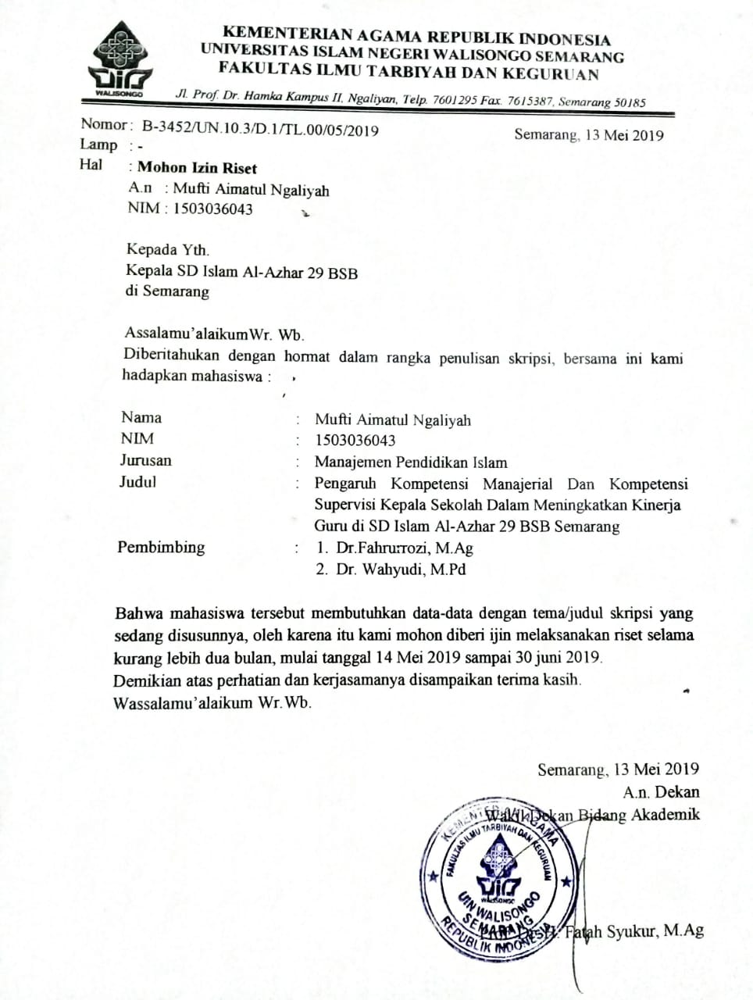 KEMENTERIAN AGAMA REPUBLIK INDONESIA
UNIVERSITAS ISLAM NEGERI WALISONGO SEMARANG
FAKULTAS ILMU TARBIYAH DAN KEGURUAN
WALISONGO
Jl. Prof. Dr. Hamka Kampus II, Ngaliyan, Telp. 7601295 Fax. 7615387, Semarang 50185
Nomor : B-3452/UN.10.3/D.1/TL.00/05/2019 Semarang, 13 Mei 2019
Lamp : -
Hal : Mohon Izin Riset
A.n : Mufti Aimatul Ngaliyah
NIM : 1503036043
Kepada Yth.
Kepala SD Islam Al-Azhar 29 BSB
di Semarang
Assalamu'alaikumWr. Wb.
Diberitahukan dengan hormat dalam rangka penulisan skripsi, bersama ini kami
hadapkan mahasiswa :
Nama : Mufti Aimatul Ngaliyah
NIM : 1503036043
Jurusan : Manajemen Pendidikan Islam
Judul : Pengaruh Kompetensi Manajerial Dan Kompetensi
Supervisi Kepala Sekolah Dalam Meningkatkan Kinerja
Guru di SD Islam Al-Azhar 29 BSB Semarang
Pembimbing : 1. Dr.Fahrurrozi, M.Ag
2. Dr. Wahyudi, M.Pd
Bahwa mahasiswa tersebut membutuhkan data-data dengan tema/judul skripsi yang
sedang disusunnya, oleh karena itu kami mohon diberi ijin melaksanakan riset selama
kurang lebih dua bulan, mulai tanggal 14 Mei 2019 sampai 30 juni 2019.
Demikian atas perhatian dan kerjasamanya disampaikan terima kasih.
Wassalamu'alaikum Wr.Wb.
Semarang, 13 Mei 2019
A.n. Dekan
Wakil Dekan Bidang Akademik
KEMENTERIAN AGAMA
FAKULTAS ILMU TARBIYAH DAN KEGURUAN
WALISONGO
UIN WALISONGO
SEMARANG
REPUBLIK INDONESIA
H. Fatah Syukur, M.Ag